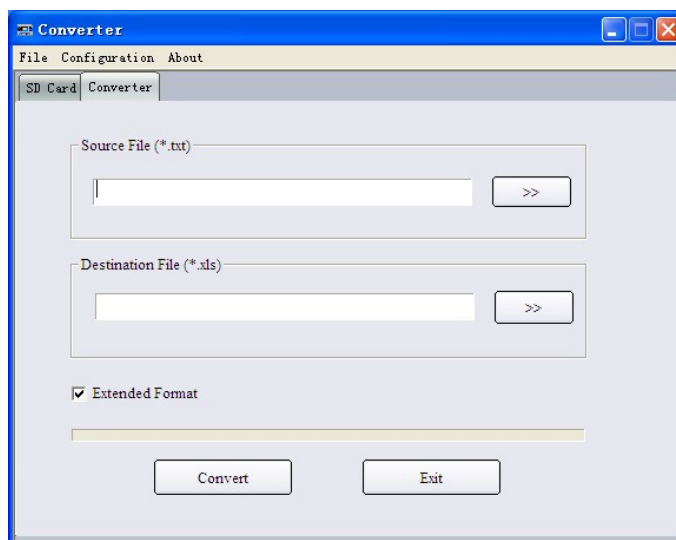 Converter
File Configuration About
SD Card Converter
Source File (*.txt)
>>
Destination File (*.xls)
>>
Extended Format
Convert Exit